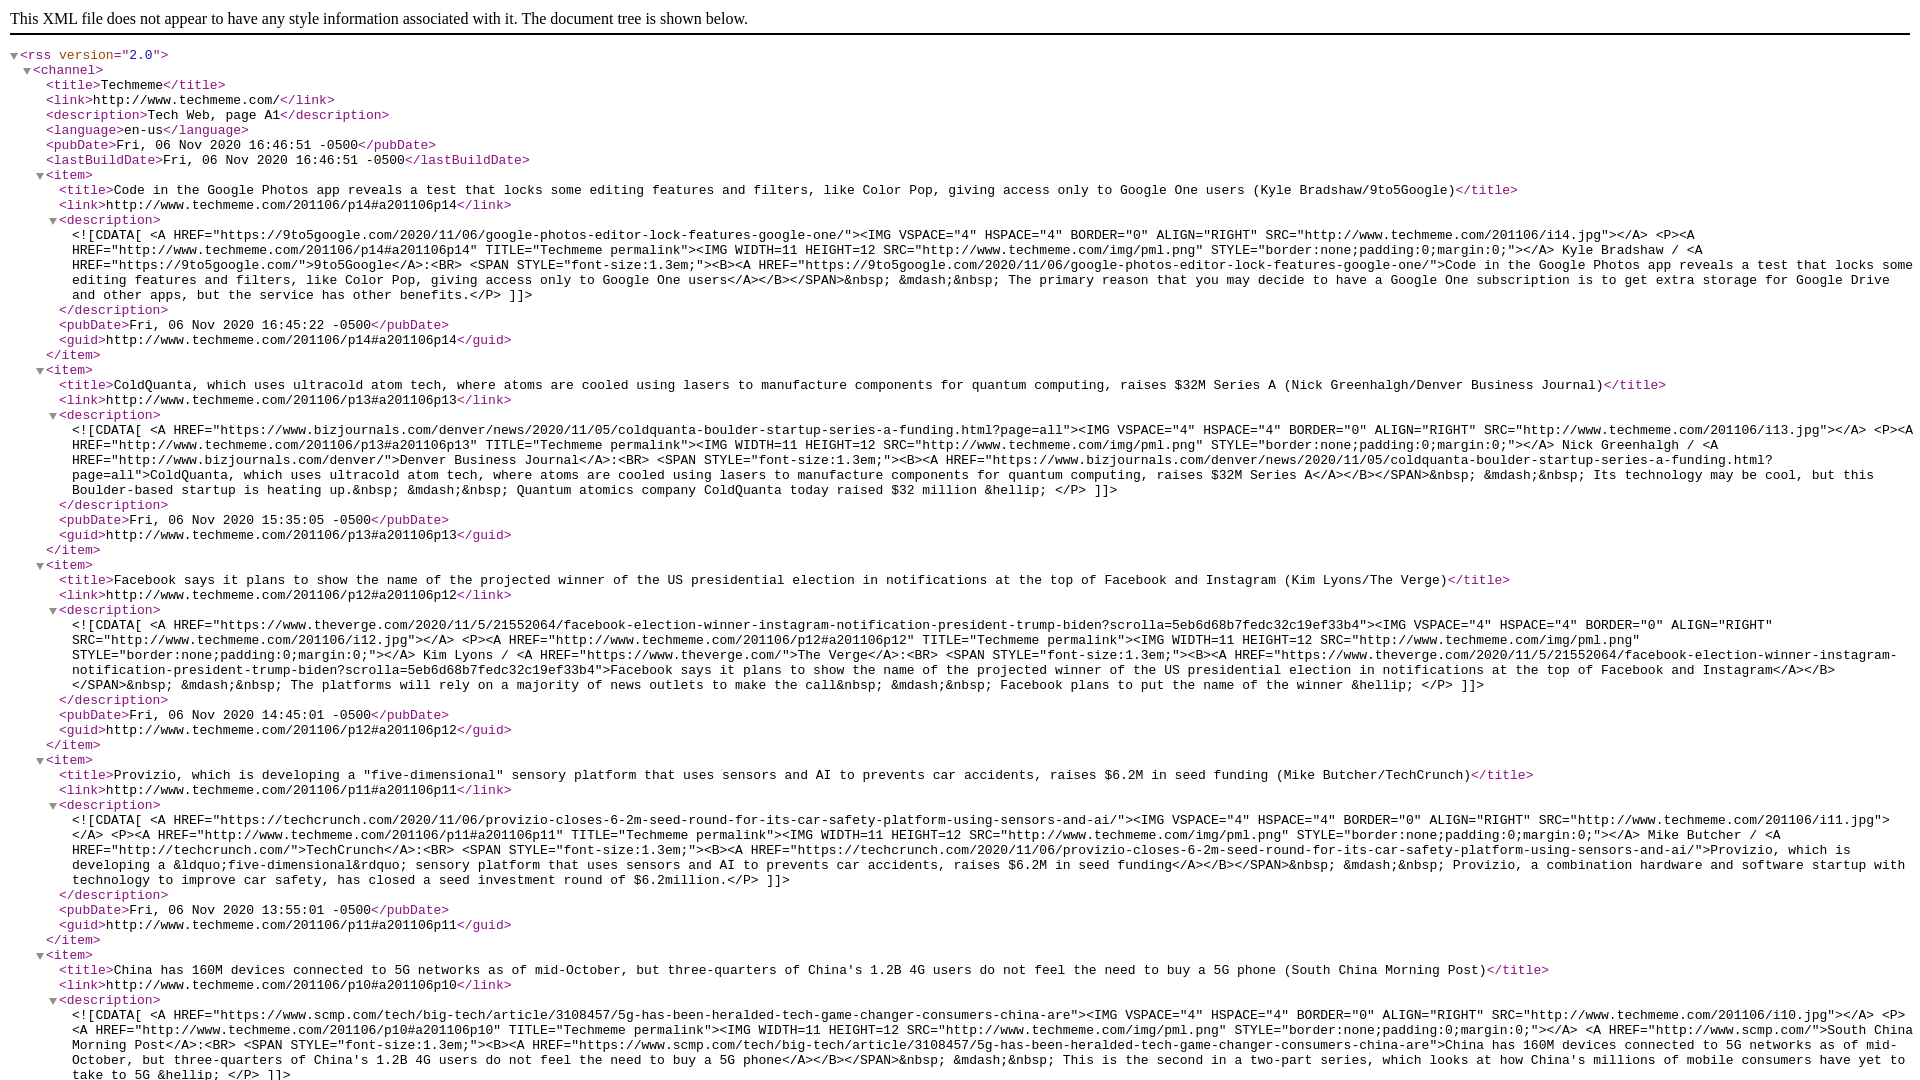 This XML file does not appear to have any style information associated with it. The document tree is shown below.
<rss version="2.0">
<channel>
<title>Techmeme</title>
<link>http://www.techmeme.com/</link>
<description>Tech Web, page A1</description>
<language>en-us</language>
<pubDate>Fri, 06 Nov 2020 16:46:51 -0500</pubDate>
<lastBuildDate>Fri, 06 Nov 2020 16:46:51 -0500</lastBuildDate>
<item>
<title>Code in the Google Photos app reveals a test that locks some editing features and filters, like Color Pop, giving access only to Google One users (Kyle Bradshaw/9to5Google)</title>
<link>http://www.techmeme.com/201106/p14#a201106p14</link>
<description>
<![CDATA[ <A HREF="https://9to5google.com/2020/11/06/google-photos-editor-lock-features-google-one/"><IMG VSPACE="4" HSPACE="4" BORDER="0" ALIGN="RIGHT" SRC="http://www.techmeme.com/201106/i14.jpg"></A> <P><A
HREF="http://www.techmeme.com/201106/p14#a201106p14" TITLE="Techmeme permalink"><IMG WIDTH=11 HEIGHT=12 SRC="http://www.techmeme.com/img/pml.png" STYLE="border:none;padding:0;margin:0;"></A> Kyle Bradshaw / <A
HREF="https://9to5google.com/">9to5Google</A>:<BR> <SPAN STYLE="font-size:1.3em;"><B><A HREF="https://9to5google.com/2020/11/06/google-photos-editor-lock-features-google-one/">Code in the Google Photos app reveals a test that locks some
editing features and filters, like Color Pop, giving access only to Google One users</A></B></SPAN>&nbsp; &mdash;&nbsp; The primary reason that you may decide to have a Google One subscription is to get extra storage for Google Drive
and other apps, but the service has other benefits.</P> ]]>
</description>
<pubDate>Fri, 06 Nov 2020 16:45:22 -0500</pubDate>
<guid>http://www.techmeme.com/201106/p14#a201106p14</guid>
</item>
<item>
<title>ColdQuanta, which uses ultracold atom tech, where atoms are cooled using lasers to manufacture components for quantum computing, raises $32M Series A (Nick Greenhalgh/Denver Business Journal)</title>
<link>http://www.techmeme.com/201106/p13#a201106p13</link>
<description>
<![CDATA[ <A HREF="https://www.bizjournals.com/denver/news/2020/11/05/coldquanta-boulder-startup-series-a-funding.html?page=all"><IMG VSPACE="4" HSPACE="4" BORDER="0" ALIGN="RIGHT" SRC="http://www.techmeme.com/201106/i13.jpg"></A> <P><A
HREF="http://www.techmeme.com/201106/p13#a201106p13" TITLE="Techmeme permalink"><IMG WIDTH=11 HEIGHT=12 SRC="http://www.techmeme.com/img/pml.png" STYLE="border:none;padding:0;margin:0;"></A> Nick Greenhalgh / <A
HREF="http://www.bizjournals.com/denver/">Denver Business Journal</A>:<BR> <SPAN STYLE="font-size:1.3em;"><B><A HREF="https://www.bizjournals.com/denver/news/2020/11/05/coldquanta-boulder-startup-series-a-funding.html?
page=all">ColdQuanta, which uses ultracold atom tech, where atoms are cooled using lasers to manufacture components for quantum computing, raises $32M Series A</A></B></SPAN>&nbsp; &mdash;&nbsp; Its technology may be cool, but this
Boulder-based startup is heating up.&nbsp; &mdash;&nbsp; Quantum atomics company ColdQuanta today raised $32 million &hellip; </P> ]]>
</description>
<pubDate>Fri, 06 Nov 2020 15:35:05 -0500</pubDate>
<guid>http://www.techmeme.com/201106/p13#a201106p13</guid>
</item>
<item>
<title>Facebook says it plans to show the name of the projected winner of the US presidential election in notifications at the top of Facebook and Instagram (Kim Lyons/The Verge)</title>
<link>http://www.techmeme.com/201106/p12#a201106p12</link>
<description>
<![CDATA[ <A HREF="https://www.theverge.com/2020/11/5/21552064/facebook-election-winner-instagram-notification-president-trump-biden?scrolla=5eb6d68b7fedc32c19ef33b4"><IMG VSPACE="4" HSPACE="4" BORDER="0" ALIGN="RIGHT"
SRC="http://www.techmeme.com/201106/i12.jpg"></A> <P><A HREF="http://www.techmeme.com/201106/p12#a201106p12" TITLE="Techmeme permalink"><IMG WIDTH=11 HEIGHT=12 SRC="http://www.techmeme.com/img/pml.png"
STYLE="border:none;padding:0;margin:0;"></A> Kim Lyons / <A HREF="https://www.theverge.com/">The Verge</A>:<BR> <SPAN STYLE="font-size:1.3em;"><B><A HREF="https://www.theverge.com/2020/11/5/21552064/facebook-election-winner-instagram-
notification-president-trump-biden?scrolla=5eb6d68b7fedc32c19ef33b4">Facebook says it plans to show the name of the projected winner of the US presidential election in notifications at the top of Facebook and Instagram</A></B>
</SPAN>&nbsp; &mdash;&nbsp; The platforms will rely on a majority of news outlets to make the call&nbsp; &mdash;&nbsp; Facebook plans to put the name of the winner &hellip; </P> ]]>
</description>
<pubDate>Fri, 06 Nov 2020 14:45:01 -0500</pubDate>
<guid>http://www.techmeme.com/201106/p12#a201106p12</guid>
</item>
<item>
<title>Provizio, which is developing a "five-dimensional" sensory platform that uses sensors and AI to prevents car accidents, raises $6.2M in seed funding (Mike Butcher/TechCrunch)</title>
<link>http://www.techmeme.com/201106/p11#a201106p11</link>
<description>
<![CDATA[ <A HREF="https://techcrunch.com/2020/11/06/provizio-closes-6-2m-seed-round-for-its-car-safety-platform-using-sensors-and-ai/"><IMG VSPACE="4" HSPACE="4" BORDER="0" ALIGN="RIGHT" SRC="http://www.techmeme.com/201106/i11.jpg">
</A> <P><A HREF="http://www.techmeme.com/201106/p11#a201106p11" TITLE="Techmeme permalink"><IMG WIDTH=11 HEIGHT=12 SRC="http://www.techmeme.com/img/pml.png" STYLE="border:none;padding:0;margin:0;"></A> Mike Butcher / <A
HREF="http://techcrunch.com/">TechCrunch</A>:<BR> <SPAN STYLE="font-size:1.3em;"><B><A HREF="https://techcrunch.com/2020/11/06/provizio-closes-6-2m-seed-round-for-its-car-safety-platform-using-sensors-and-ai/">Provizio, which is
developing a &ldquo;five-dimensional&rdquo; sensory platform that uses sensors and AI to prevents car accidents, raises $6.2M in seed funding</A></B></SPAN>&nbsp; &mdash;&nbsp; Provizio, a combination hardware and software startup with
technology to improve car safety, has closed a seed investment round of $6.2million.</P> ]]>
</description>
<pubDate>Fri, 06 Nov 2020 13:55:01 -0500</pubDate>
<guid>http://www.techmeme.com/201106/p11#a201106p11</guid>
</item>
<item>
<title>China has 160M devices connected to 5G networks as of mid-October, but three-quarters of China's 1.2B 4G users do not feel the need to buy a 5G phone (South China Morning Post)</title>
<link>http://www.techmeme.com/201106/p10#a201106p10</link>
<description>
<![CDATA[ <A HREF="https://www.scmp.com/tech/big-tech/article/3108457/5g-has-been-heralded-tech-game-changer-consumers-china-are"><IMG VSPACE="4" HSPACE="4" BORDER="0" ALIGN="RIGHT" SRC="http://www.techmeme.com/201106/i10.jpg"></A> <P>
<A HREF="http://www.techmeme.com/201106/p10#a201106p10" TITLE="Techmeme permalink"><IMG WIDTH=11 HEIGHT=12 SRC="http://www.techmeme.com/img/pml.png" STYLE="border:none;padding:0;margin:0;"></A> <A HREF="http://www.scmp.com/">South China
Morning Post</A>:<BR> <SPAN STYLE="font-size:1.3em;"><B><A HREF="https://www.scmp.com/tech/big-tech/article/3108457/5g-has-been-heralded-tech-game-changer-consumers-china-are">China has 160M devices connected to 5G networks as of mid-
October, but three-quarters of China's 1.2B 4G users do not feel the need to buy a 5G phone</A></B></SPAN>&nbsp; &mdash;&nbsp; This is the second in a two-part series, which looks at how China's millions of mobile consumers have yet to
take to 5G &hellip; </P> ]]>